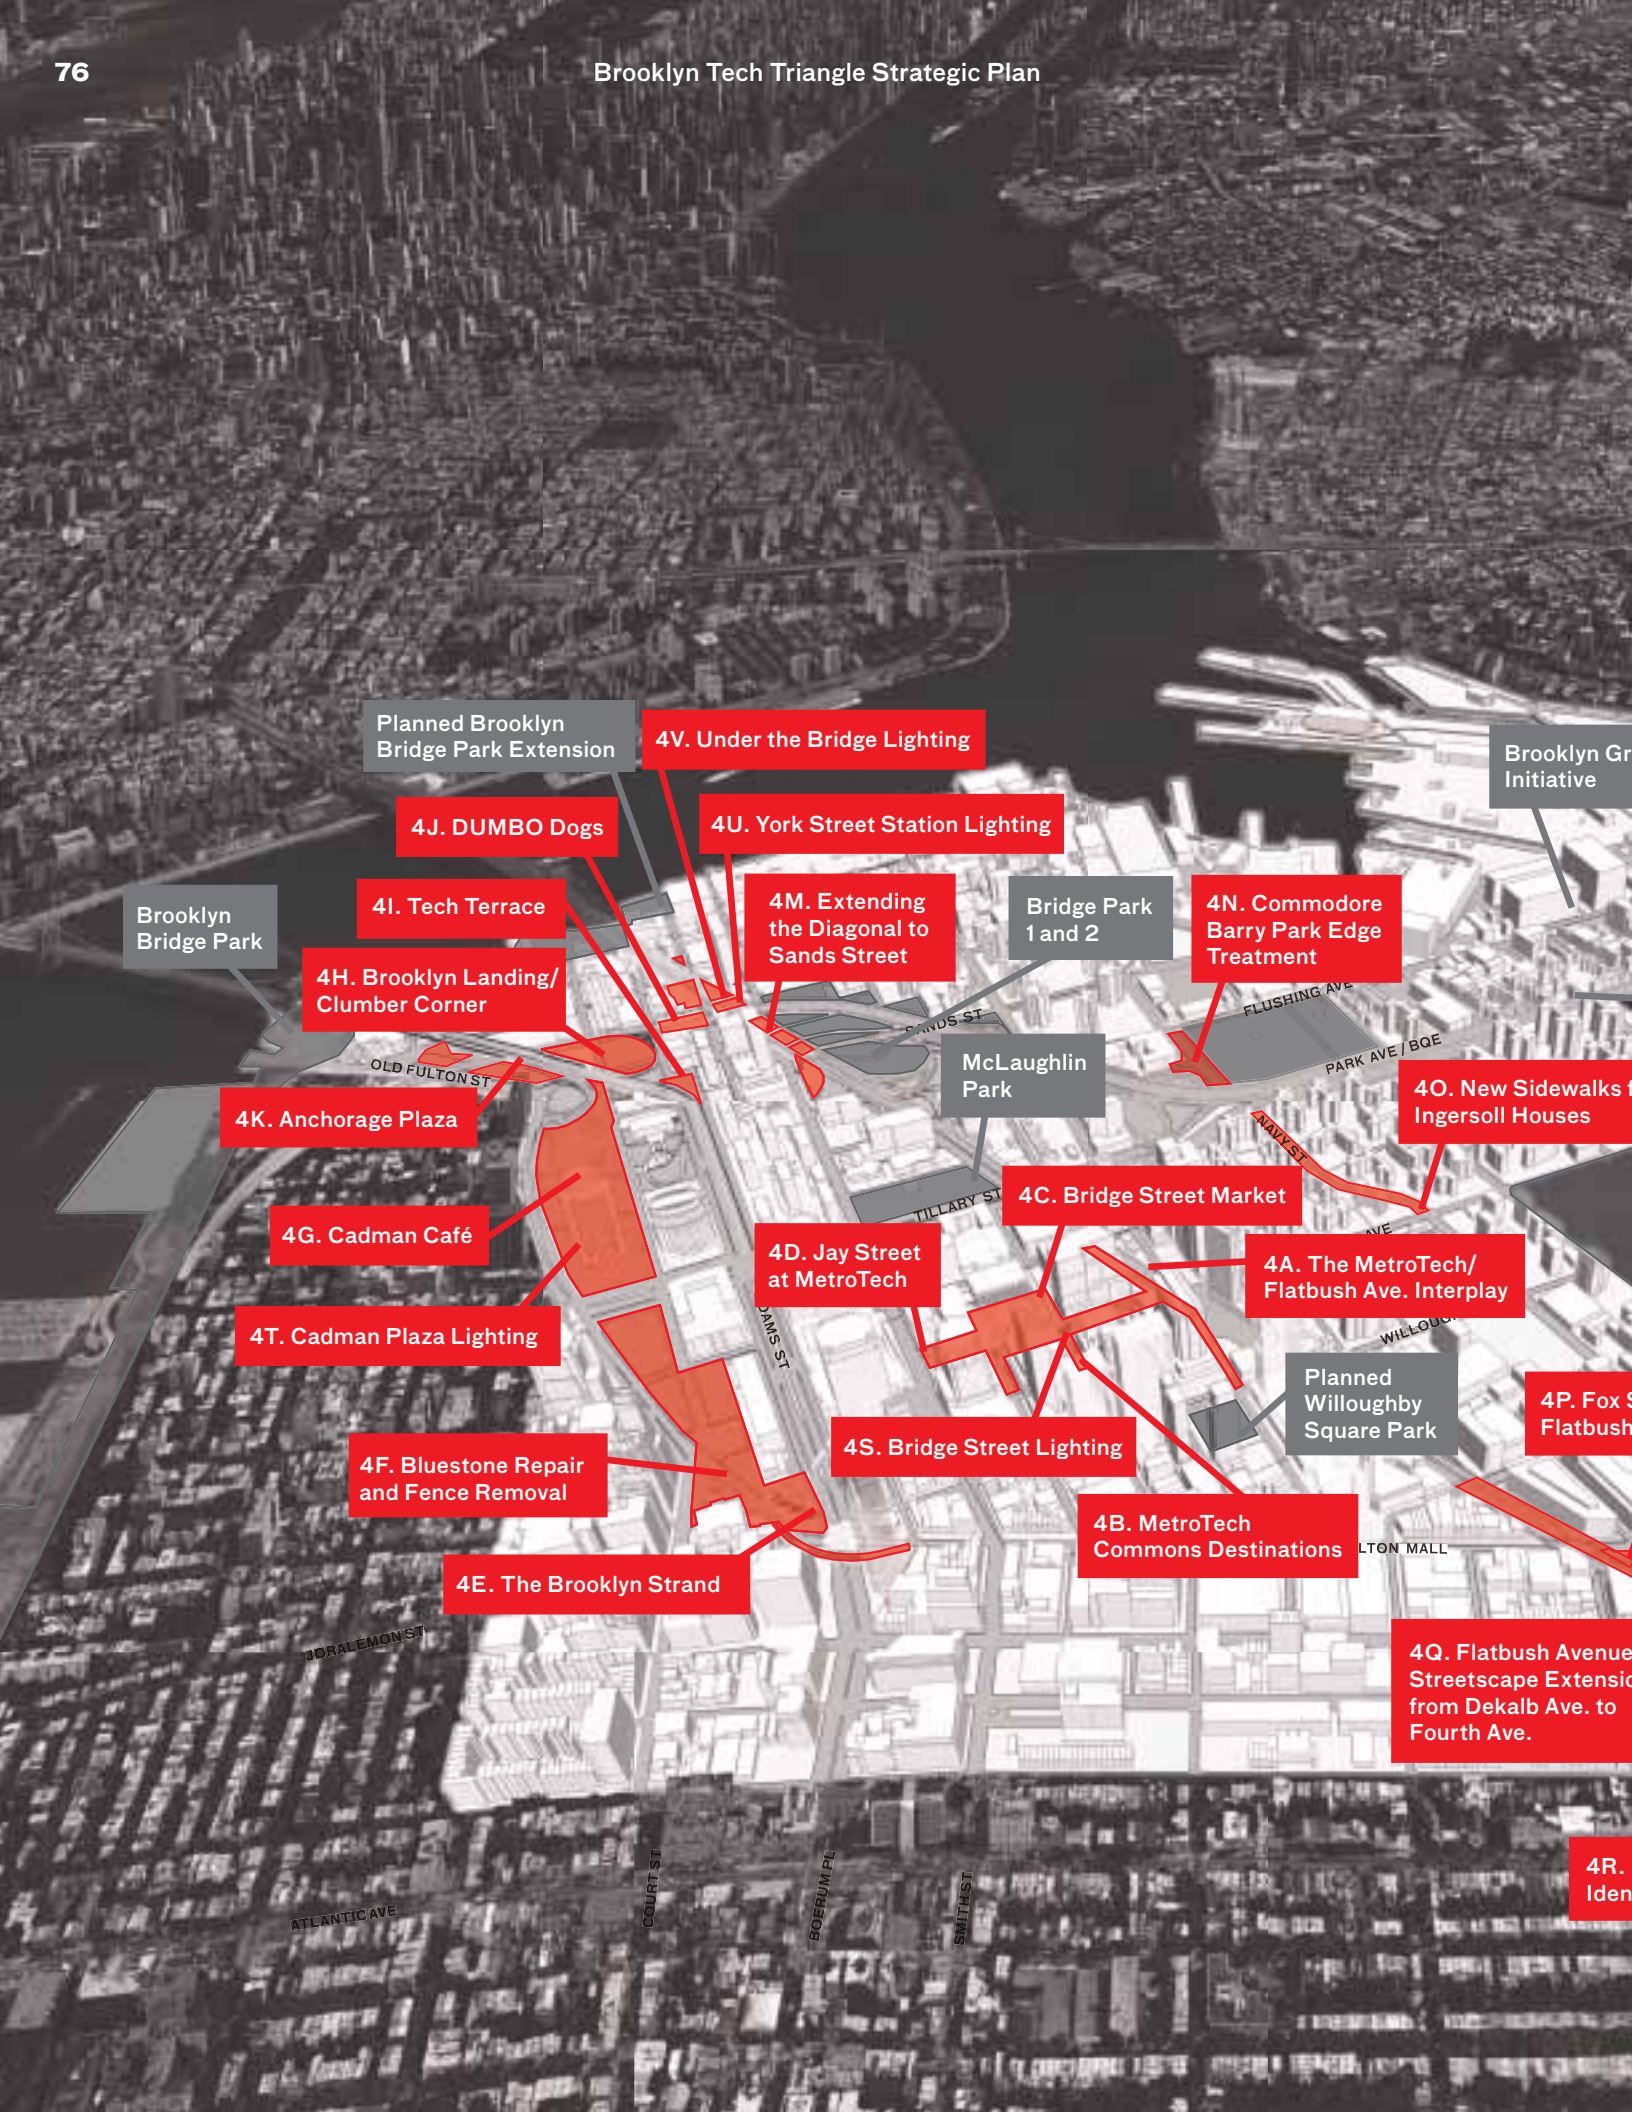 76
Brooklyn Tech Triangle Strategic Plan
Planned Brooklyn
Bridge Park Extension
4V. Under the Bridge Lighting
Brooklyn Gr
Initiative
4J. DUMBO Dogs
4U. York Street Station Lighting
4I. Tech Terrace
4M. Extending
the Diagonal to
Sands Street
Bridge Park
1 and 2
4N. Commodore
Barry Park Edge
Treatment
Brooklyn
Bridge Park
4H. Brooklyn Landing/
Clumber Corner
FLUSHING AVE
SANDS ST
PARK AVE / BQE
OLD FULTON ST
McLaughlin
Park
4O. New Sidewalks f
Ingersoll Houses
4K. Anchorage Plaza
NAVY ST
4C. Bridge Street Market
TILLARY ST
4G. Cadman Café
4D. Jay Street
at MetroTech
AVE
4A. The MetroTech/
Flatbush Ave. Interplay
4T. Cadman Plaza Lighting
DAMS ST
WILLOUG
Planned
Willoughby
Square Park
4P. Fox S
Flatbush
4S. Bridge Street Lighting
4F. Bluestone Repair
and Fence Removal
4B. MetroTech
Commons Destinations
LTON MALL
4E. The Brooklyn Strand
JORALEMON ST
4Q. Flatbush Avenue
Streetscape Extensio
from Dekalb Ave. to
Fourth Ave.
4R.
Iden
COURT ST
BOERUM PL
SMITH ST
ATLANTIC AVE